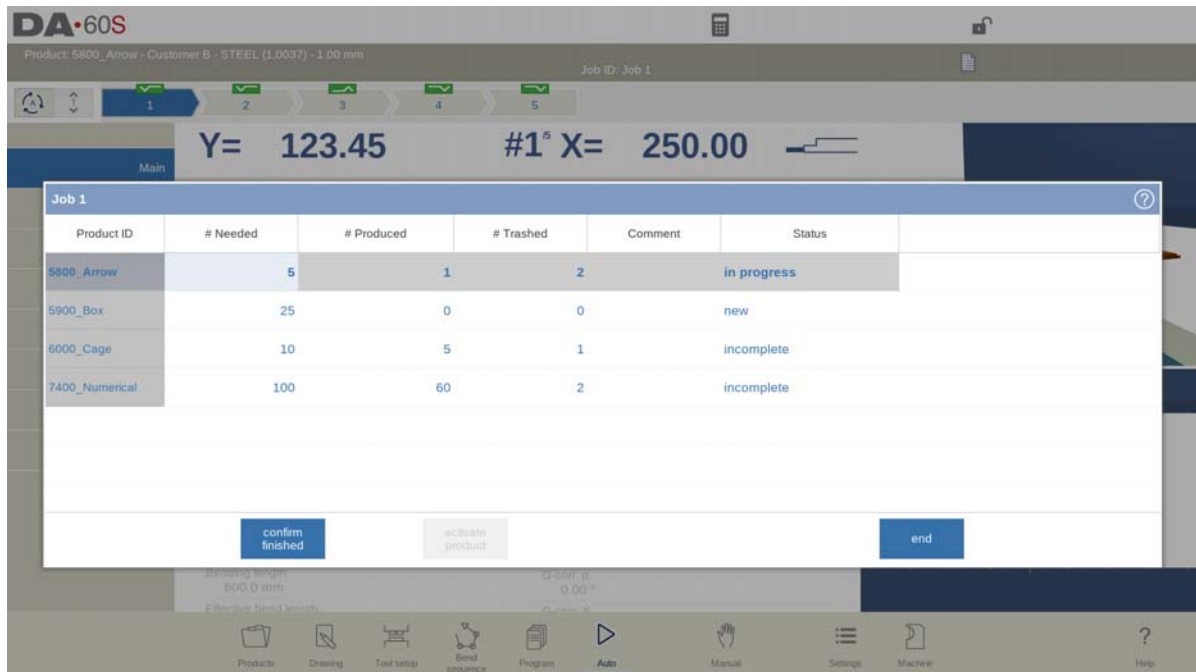 DA•60S
Product: 5800_Arrow - Customer B - STEEL (1.0037) - 1.00 mm
Job ID: Job 1
1 2 3 4 5
Y= 123.45 #1 /5 X= 250.00
Main
Job 1
Product ID # Needed # Produced # Trashed Comment Status
5800_Arrow 5 1 2 in progress
5900_Box 25 0 0 new
6000_Cage 10 5 1 incomplete
7400_Numerical 100 60 2 incomplete
confirm
finished
activate
product
end
Bending length G-corr. α
600.0 mm 0.00 °
Effective bend length
Products Drawing Tool setup Bend sequence Program Auto Manual Settings Machine ? Help